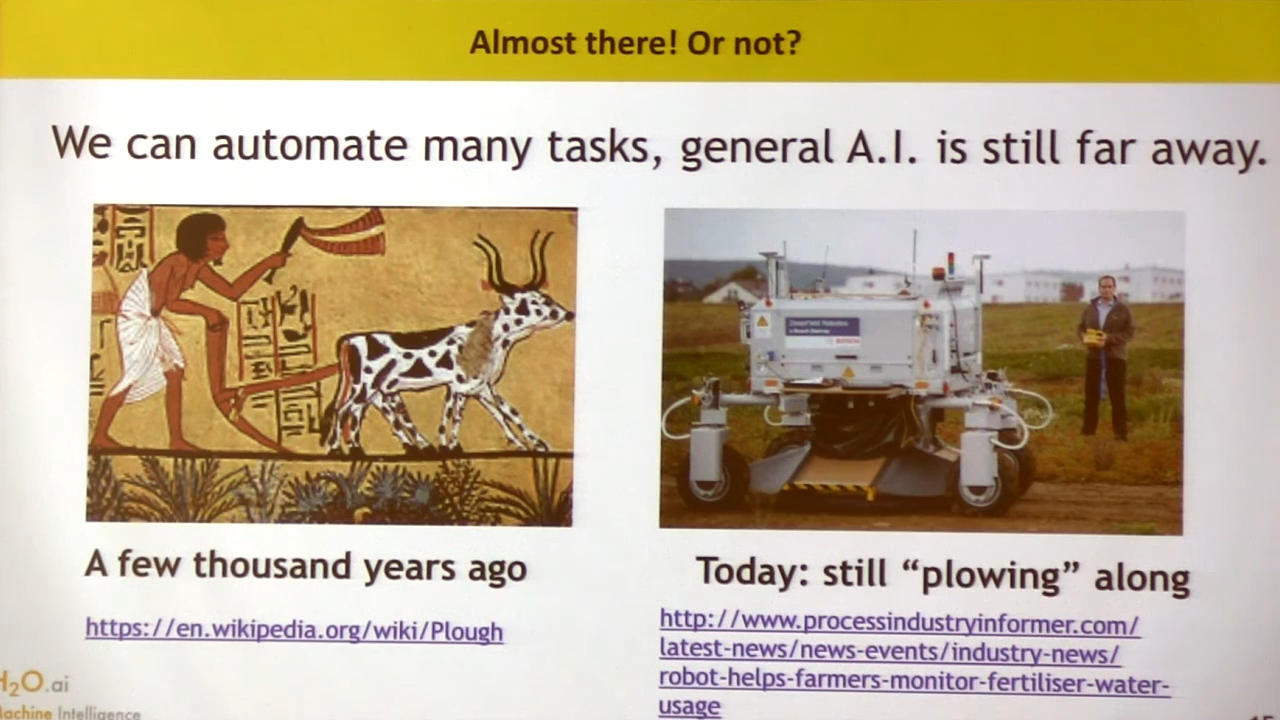 Almost there! Or not?
We can automate many tasks, general A.I. is still far away.
A few thousand years ago
Today: still “plowing” along
https://en.wikipedia.org/wiki/Plough
http://www.processindustryinformer.com/
latest-news/news-events/industry-news/
robot-helps-farmers-monitor-fertiliser-water-
usage
H2O.ai
Machine Intelligence